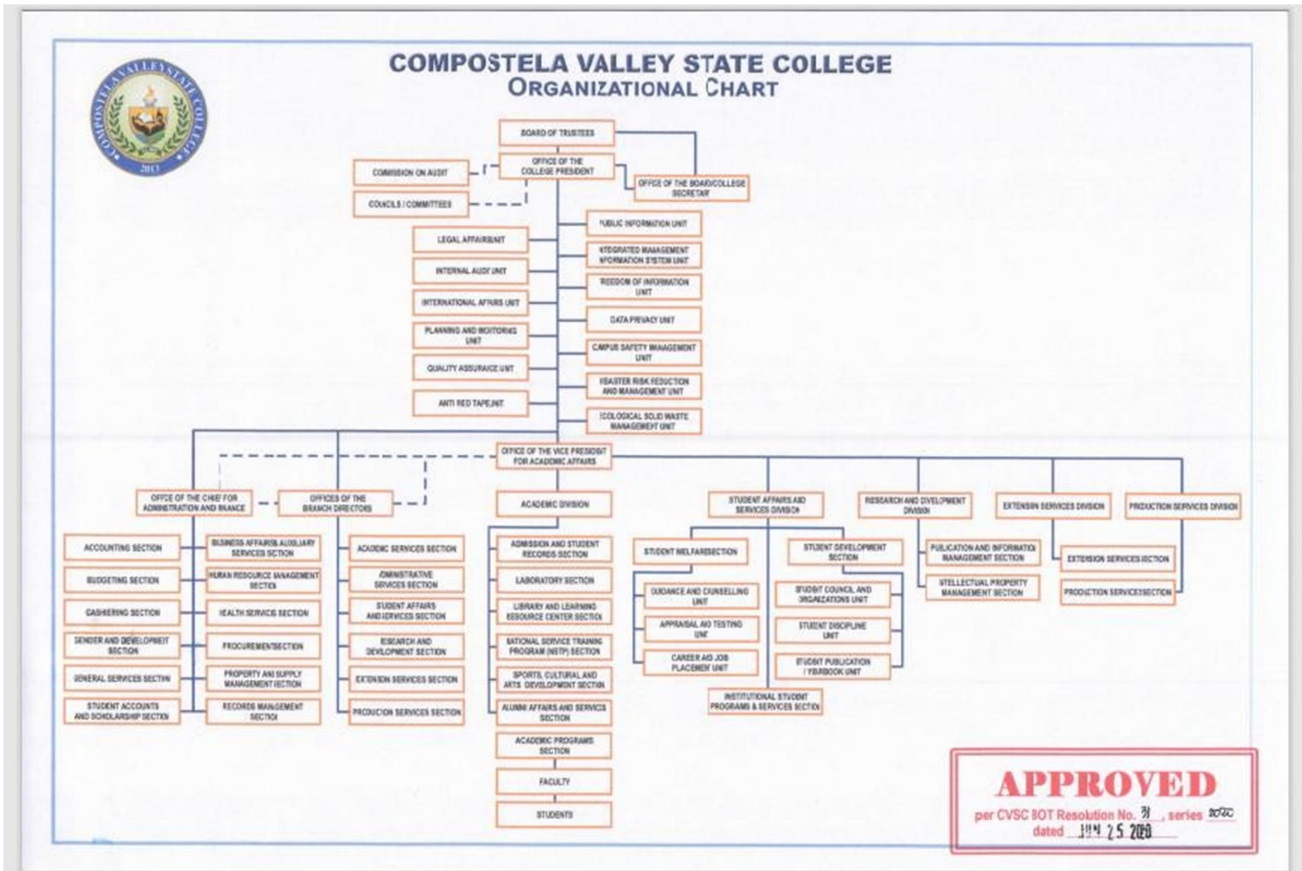 COMPOSTELA VALLEY STATE COLLEGE
ORGANIZATIONAL CHART
COMPOSTELA VALLEY STATE COLLEGE
2013
BOARD OF TRUSTEES
OFFICE OF THE
COLLEGE PRESIDENT
COMMISSION ON AUDIT
COUNCILS / COMMITTEES
OFFICE OF THE BOARD/COLLEGE
SECRETARY
LEGAL AFFAIRS UNIT
INTERNAL AUDIT UNIT
INTERNATIONAL AFFAIRS UNIT
PLANNING AND MONITORING
UNIT
QUALITY ASSURANCE UNIT
ANTI RED TAPE UNIT
PUBLIC INFORMATION UNIT
INTEGRATED MANAGEMENT
INFORMATION SYSTEM UNIT
FREEDOM OF INFORMATION
UNIT
DATA PRIVACY UNIT
CAMPUS SAFETY MANAGEMENT
UNIT
DISASTER RISK REDUCTION
AND MANAGEMENT UNIT
ECOLOGICAL SOLID WASTE
MANAGEMENT UNIT
OFFICE OF THE VICE PRESIDENT
FOR ACADEMIC AFFAIRS
OFFICE OF THE CHIEF FOR
ADMINISTRATION AND FINANCE
OFFICES OF THE
BRANCH DIRECTORS
ACADEMIC DIVISION
STUDENT AFFAIRS AND
SERVICES DIVISION
RESEARCH AND DEVELOPMENT
DIVISION
EXTENSION SERVICES DIVISION
PRODUCTION SERVICES DIVISION
ACCOUNTING SECTION
BUDGETING SECTION
CASHIERING SECTION
GENDER AND DEVELOPMENT
SECTION
GENERAL SERVICES SECTION
STUDENT ACCOUNTS
AND SCHOLARSHIP SECTION
BUSINESS AFFAIRS AUXILIARY
SERVICES SECTION
HUMAN RESOURCE MANAGEMENT
SECTION
HEALTH SERVICES SECTION
PROCUREMENT SECTION
PROPERTY AND SUPPLY
MANAGEMENT SECTION
RECORDS MANAGEMENT
SECTION
ACADEMIC SERVICES SECTION
ADMINISTRATIVE
SERVICES SECTION
STUDENT AFFAIRS
AND SERVICES SECTION
RESEARCH AND
DEVELOPMENT SECTION
EXTENSION SERVICES SECTION
PRODUCTION SERVICES SECTION
ADMISSION AND STUDENT
RECORDS SECTION
LABORATORY SECTION
LIBRARY AND LEARNING
RESOURCE CENTER SECTION
NATIONAL SERVICE TRAINING
PROGRAM (NSTP) SECTION
SPORTS, CULTURAL AND
ARTS DEVELOPMENT SECTION
ALUMNI AFFAIRS AND SERVICES
SECTION
ACADEMIC PROGRAMS
SECTION
FACULTY
STUDENTS
STUDENT WELFARE SECTION
GUIDANCE AND COUNSELLING
UNIT
APPRAISAL AND TESTING
UNIT
CAREER AND JOB
PLACEMENT UNIT
STUDENT DEVELOPMENT
SECTION
STUDENT COUNCIL AND
ORGANIZATIONS UNIT
STUDENT DISCIPLINE
UNIT
STUDENT PUBLICATION
/ YEARBOOK UNIT
INSTITUTIONAL STUDENT
PROGRAMS & SERVICES SECTION
PUBLICATION AND INFORMATION
MANAGEMENT SECTION
INTELLECTUAL PROPERTY
MANAGEMENT SECTION
EXTENSION SERVICES SECTION
PRODUCTION SERVICES SECTION
APPROVED
per CVSC BOT Resolution No. 31, series 2020
dated JUN 25 2020